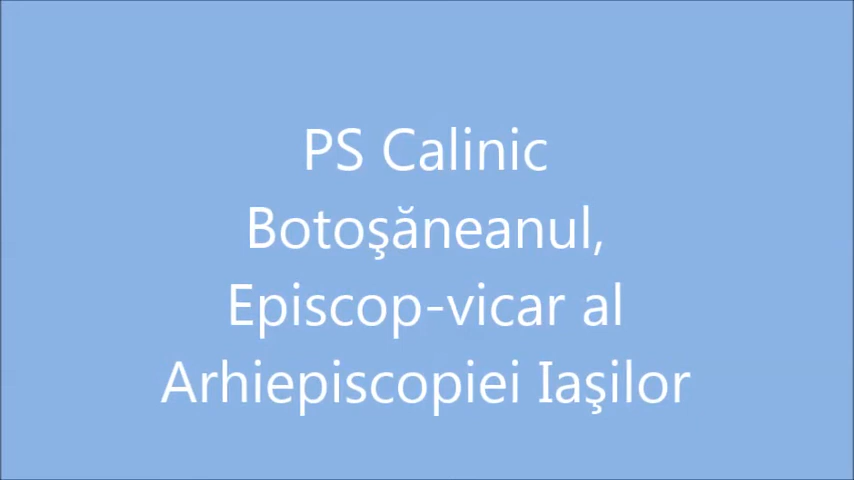 PS Calinic
Botoşăneanul,
Episcop-vicar al
Arhiepiscopiei Iaşilor